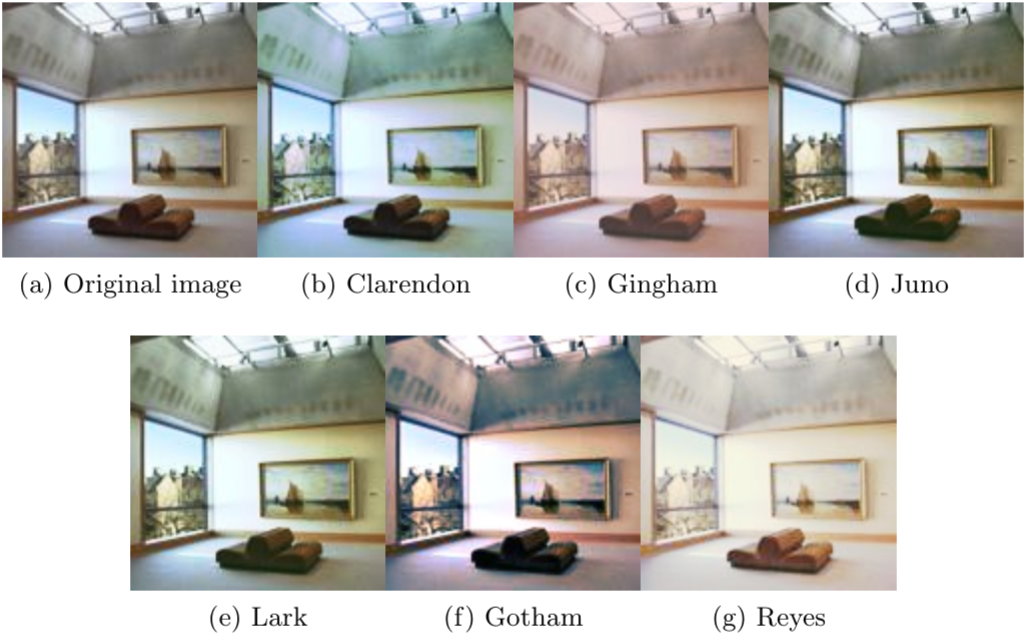 (a) Original image
(b) Clarendon
(c) Gingham
(d) Juno
(e) Lark
(f) Gotham
(g) Reyes